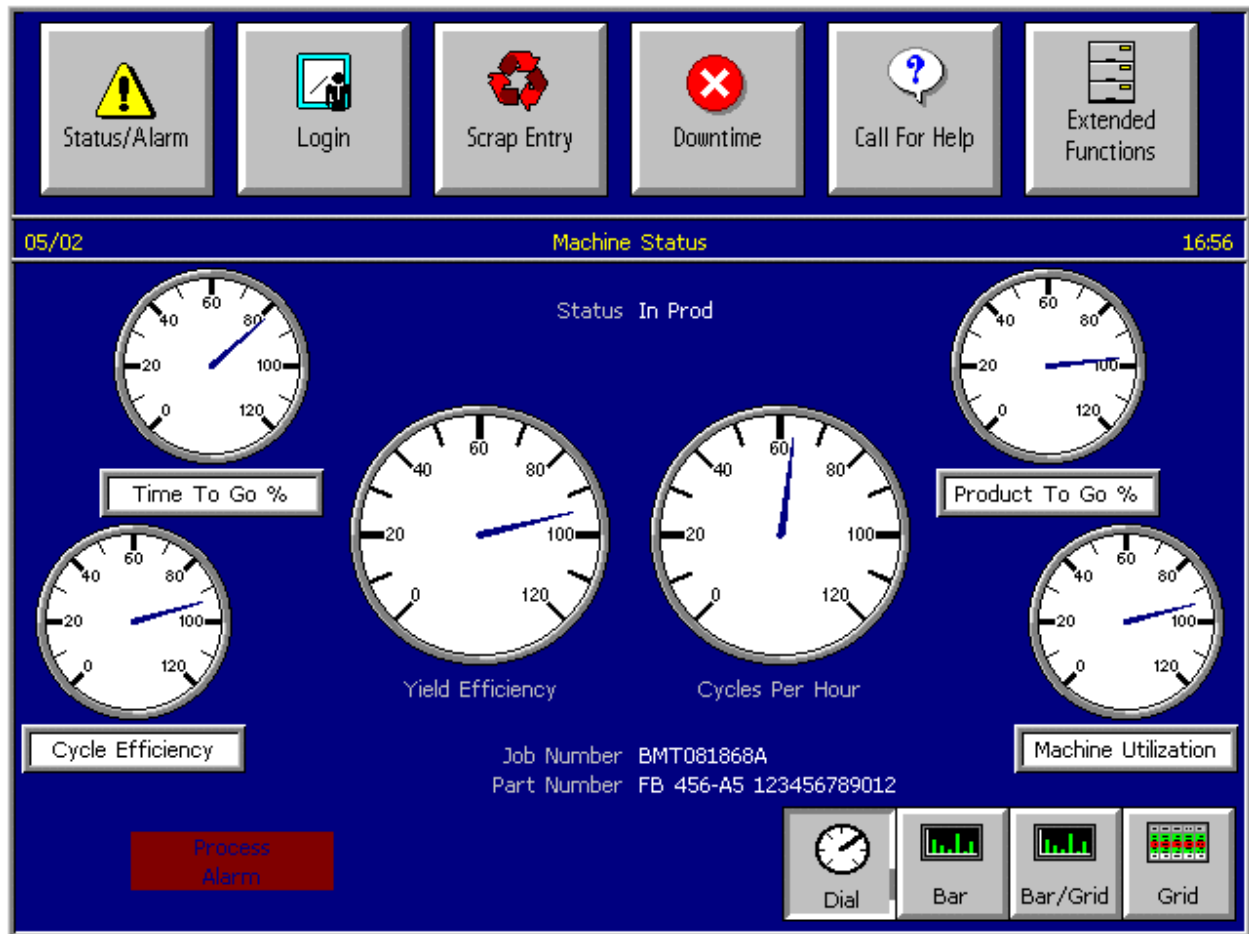 Status/Alarm
Login
Scrap Entry
Downtime
Call For Help
Extended
Functions
05/02
Machine Status
16:56
Status In Prod
0
20
40
60
80
100
120
Time To Go %
0
20
40
60
80
100
120
Product To Go %
0
20
40
60
80
100
120
Yield Efficiency
0
20
40
60
80
100
120
Cycles Per Hour
0
20
40
60
80
100
120
Cycle Efficiency
0
20
40
60
80
100
120
Machine Utilization
Job Number BMT081868A
Part Number FB 456-A5 123456789012
Process
Alarm
Dial
Bar
Bar/Grid
Grid